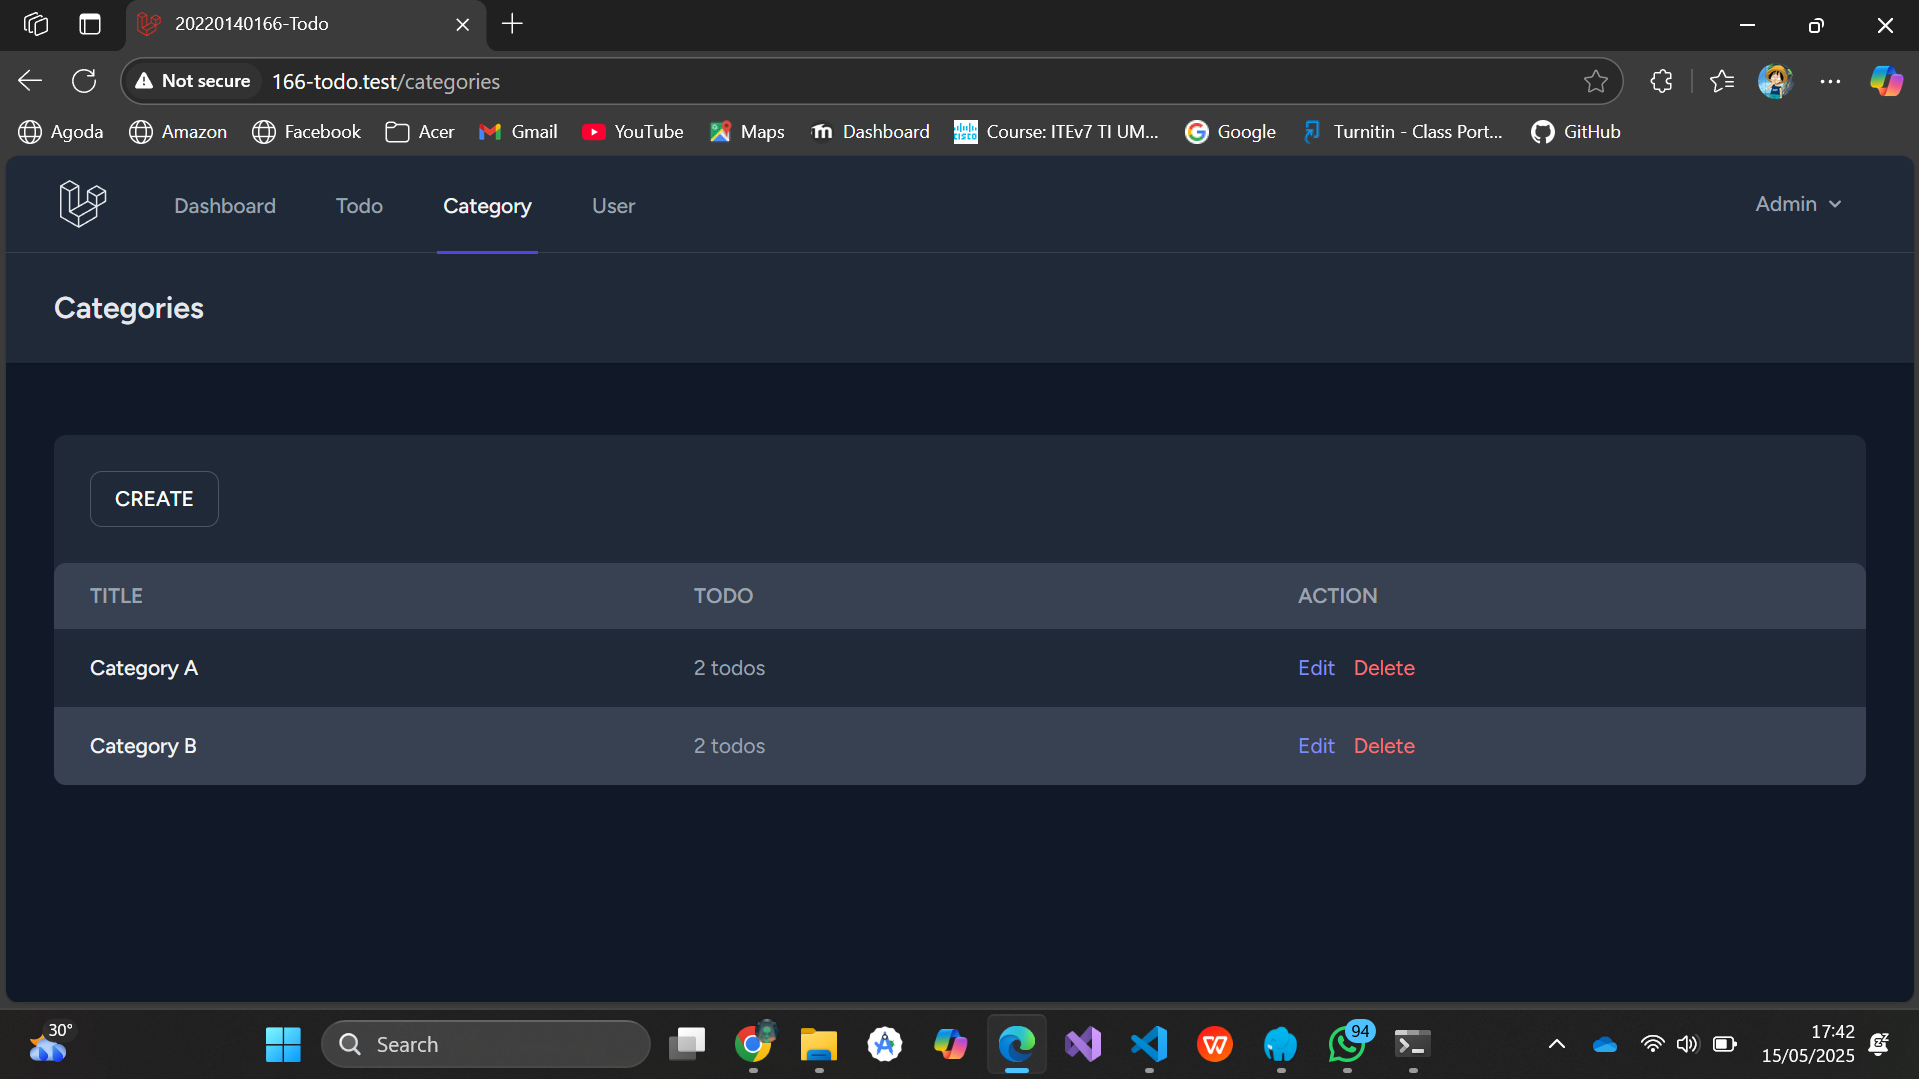 20220140166-Todo
Not secure 166-todo.test/categories
Agoda Amazon Facebook Acer Gmail YouTube Maps Dashboard Course: ITEv7 TI UM... Google Turnitin - Class Port... GitHub
Dashboard Todo Category User Admin
Categories
CREATE
TITLE TODO ACTION
Category A 2 todos Edit Delete
Category B 2 todos Edit Delete
30° Search 94 17:42
15/05/2025